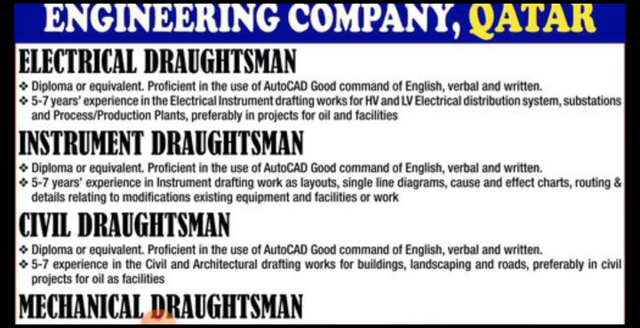 ENGINEERING COMPANY, QATAR
ELECTRICAL DRAUGHTSMAN
❖ Diploma or equivalent. Proficient in the use of AutoCAD Good command of English, verbal and written.
❖ 5-7 years' experience in the Electrical Instrument drafting works for HV and LV Electrical distribution system, substations
and Process/Production Plants, preferably in projects for oil and facilities
INSTRUMENT DRAUGHTSMAN
❖ Diploma or equivalent. Proficient in the use of AutoCAD Good command of English, verbal and written.
❖ 5-7 years' experience in Instrument drafting work as layouts, single line diagrams, cause and effect charts, routing &
details relating to modifications existing equipment and facilities or work
CIVIL DRAUGHTSMAN
❖ Diploma or equivalent. Proficient in the use of AutoCAD Good command of English, verbal and written.
❖ 5-7 experience in the Civil and Architectural drafting works for buildings, landscaping and roads, preferably in civil
projects for oil as facilities
MECHANICAL DRAUGHTSMAN